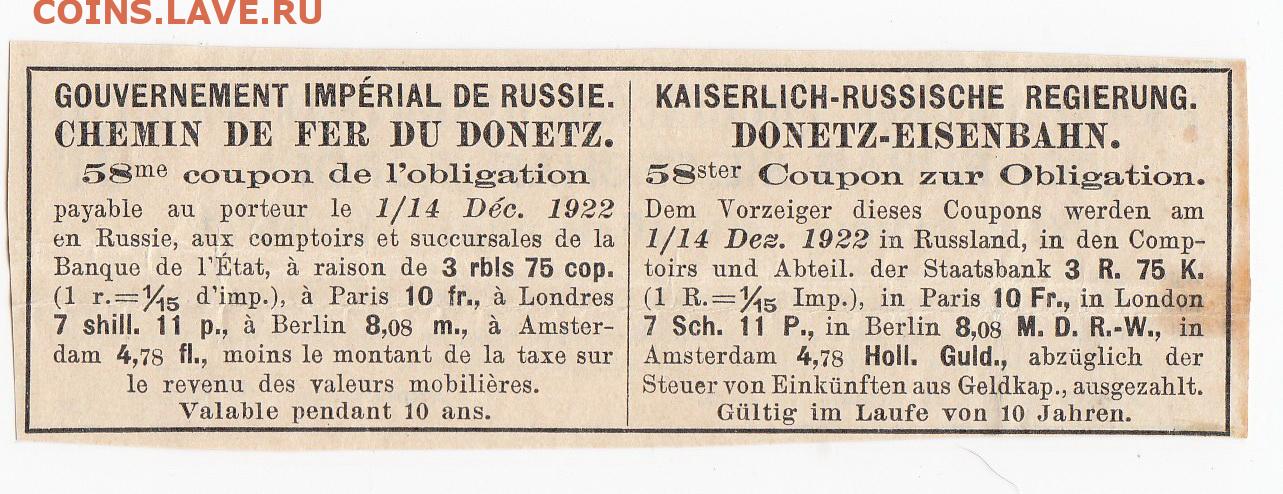 COINS.LAVE.RU
GOUVERNEMENT IMPÉRIAL DE RUSSIE.
CHEMIN DE FER DU DONETZ.
58me coupon de l'obligation
payable au porteur le 1/14 Déc. 1922
en Russie, aux comptoirs et succursales de la
Banque de l'État, à raison de 3 rbls 75 cop.
(1 r.=1/15 d'imp.), à Paris 10 fr., à Londres
7 shill. 11 p., à Berlin 8,08 m., à Amster-
dam 4,78 fl., moins le montant de la taxe sur
le revenu des valeurs mobilières.
Valable pendant 10 ans.
KAISERLICH-RUSSISCHE REGIERUNG.
DONETZ-EISENBAHN.
58ster Coupon zur Obligation.
Dem Vorzeiger dieses Coupons werden am
1/14 Dez. 1922 in Russland, in den Comp-
toirs und Abteil. der Staatsbank 3 R. 75 K.
(1 R.=1/15 Imp.), in Paris 10 Fr., in London
7 Sch. 11 P., in Berlin 8,08 M. D. R.-W., in
Amsterdam 4,78 Holl. Guld., abzüglich der
Steuer von Einkünften aus Geldkap., ausgezahlt.
Gültig im Laufe von 10 Jahren.